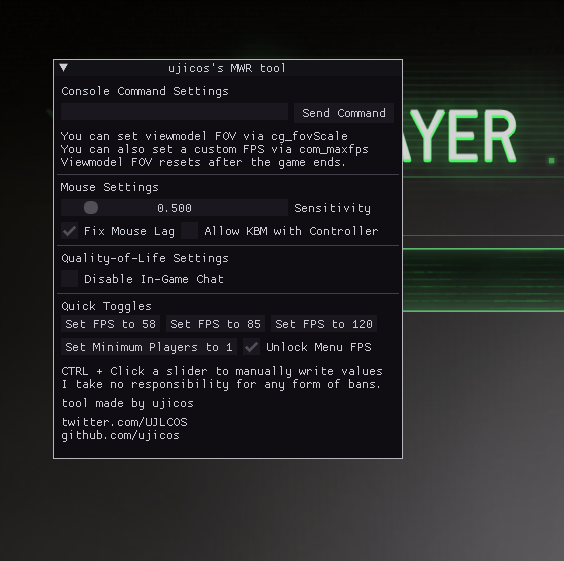 ujicos's MWR tool
Console Command Settings
Send Command
AYER .
You can set viewmodel FOV via cg_fovScale
You can also set a custom FPS via com_maxfps
Viewmodel FOV resets after the game ends.
Mouse Settings
0.500 Sensitivity
Fix Mouse Lag Allow KBM with Controller
Quality-of-Life Settings
Disable In-Game Chat
Quick Toggles
Set FPS to 58 Set FPS to 85 Set FPS to 120
Set Minimum Players to 1 Unlock Menu FPS
CTRL + Click a slider to manually write values
I take no responsibility for any form of bans.
tool made by ujicos
twitter.com/UJLCOS
github.com/ujicos